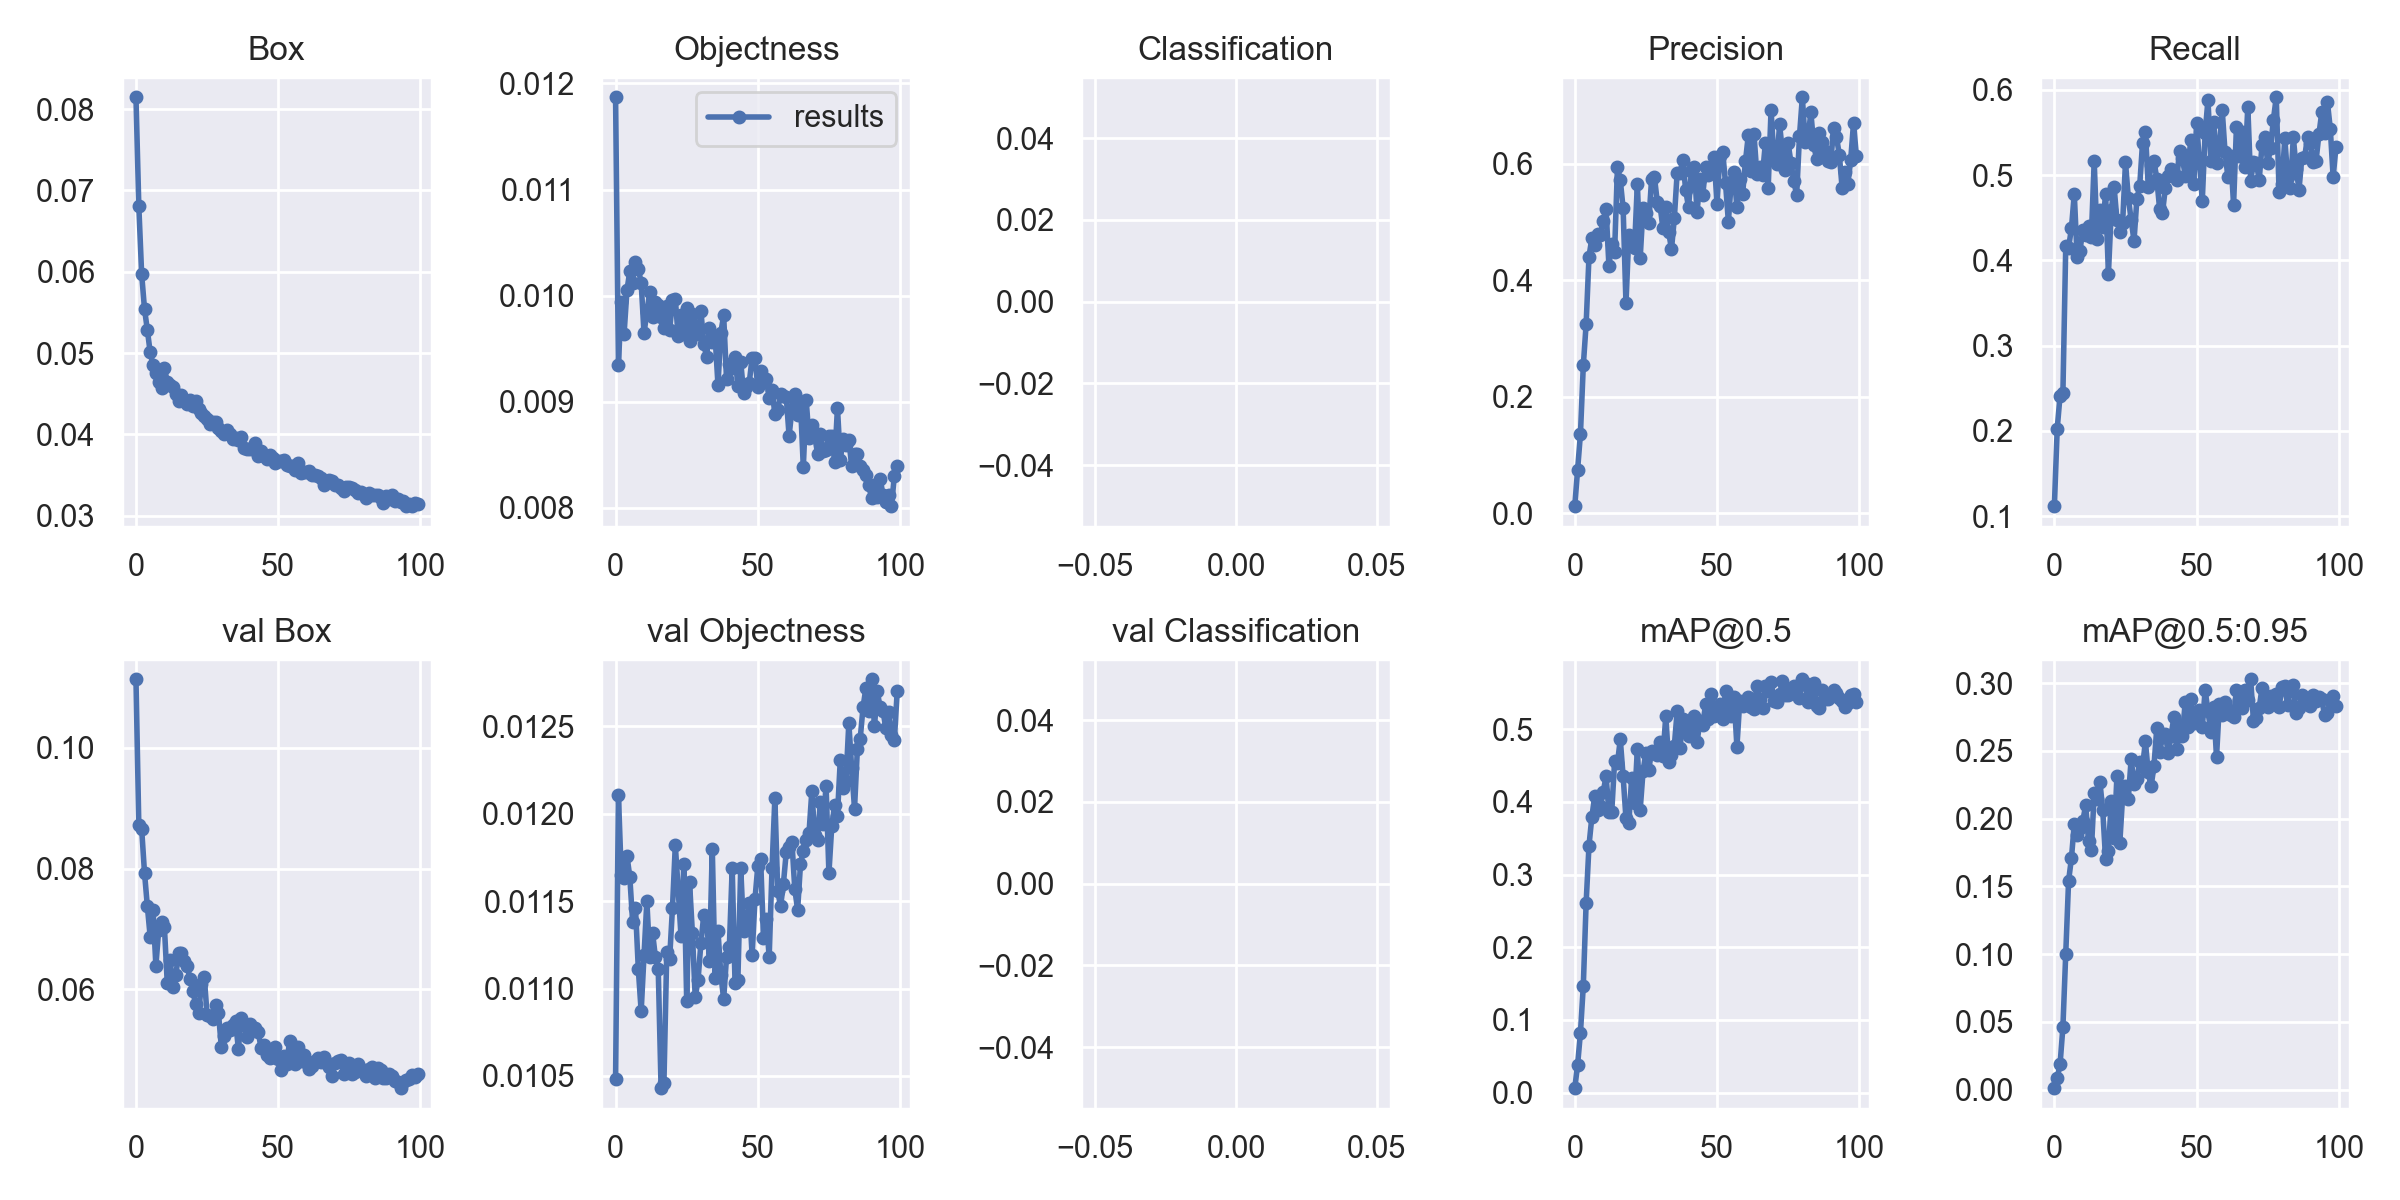 Box
0.08
0.07
0.06
0.05
0.04
0.03
0 50 100
Objectness
results
0.012
0.011
0.010
0.009
0.008
0 50 100
Classification
0.04
0.02
0.00
−0.02
−0.04
−0.05 0.00 0.05
Precision
0.6
0.4
0.2
0.0
0 50 100
Recall
0.6
0.5
0.4
0.3
0.2
0.1
0 50 100
val Box
0.10
0.08
0.06
0 50 100
val Objectness
0.0125
0.0120
0.0115
0.0110
0.0105
0 50 100
val Classification
0.04
0.02
0.00
−0.02
−0.04
−0.05 0.00 0.05
mAP@0.5
0.5
0.4
0.3
0.2
0.1
0.0
0 50 100
mAP@0.5:0.95
0.30
0.25
0.20
0.15
0.10
0.05
0.00
0 50 100